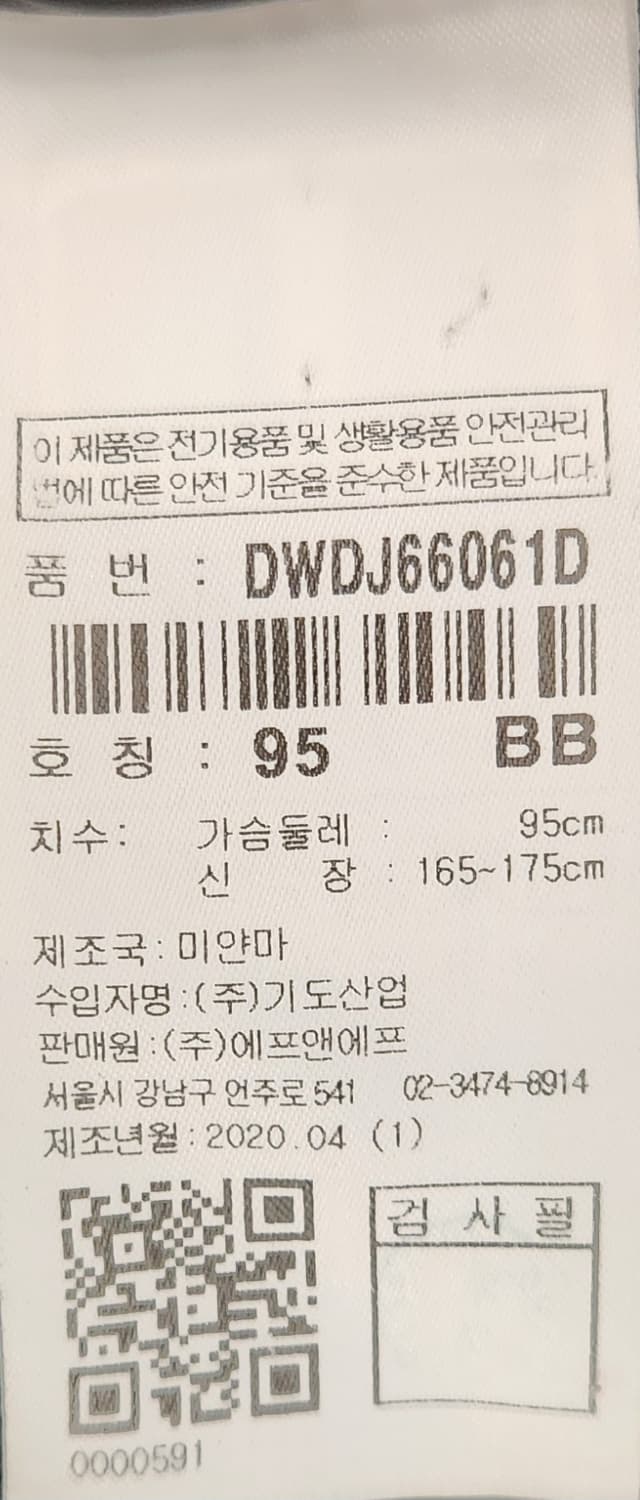 이 제품은 전기용품 및 생활용품 안전관리
법에 따른 안전 기준을 준수한 제품입니다.
품 번 : DWDJ66061D
호 칭 : 95 BB
치수: 가슴둘레 : 95cm
신 장 : 165~175cm
제조국:미얀마
수입자명:(주)기도산업
판매원:(주)에프앤에프
서울시 강남구 언주로 541 02-3474-8914
제조년월:2020.04 (1)
검 사 필
0000591